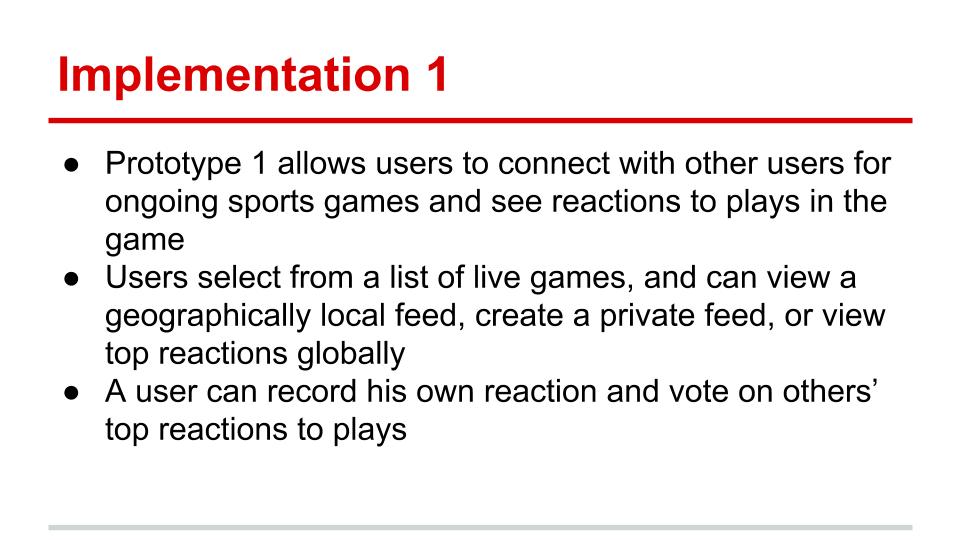 Implementation 1
● Prototype 1 allows users to connect with other users for
ongoing sports games and see reactions to plays in the
game
● Users select from a list of live games, and can view a
geographically local feed, create a private feed, or view
top reactions globally
● A user can record his own reaction and vote on others’
top reactions to plays